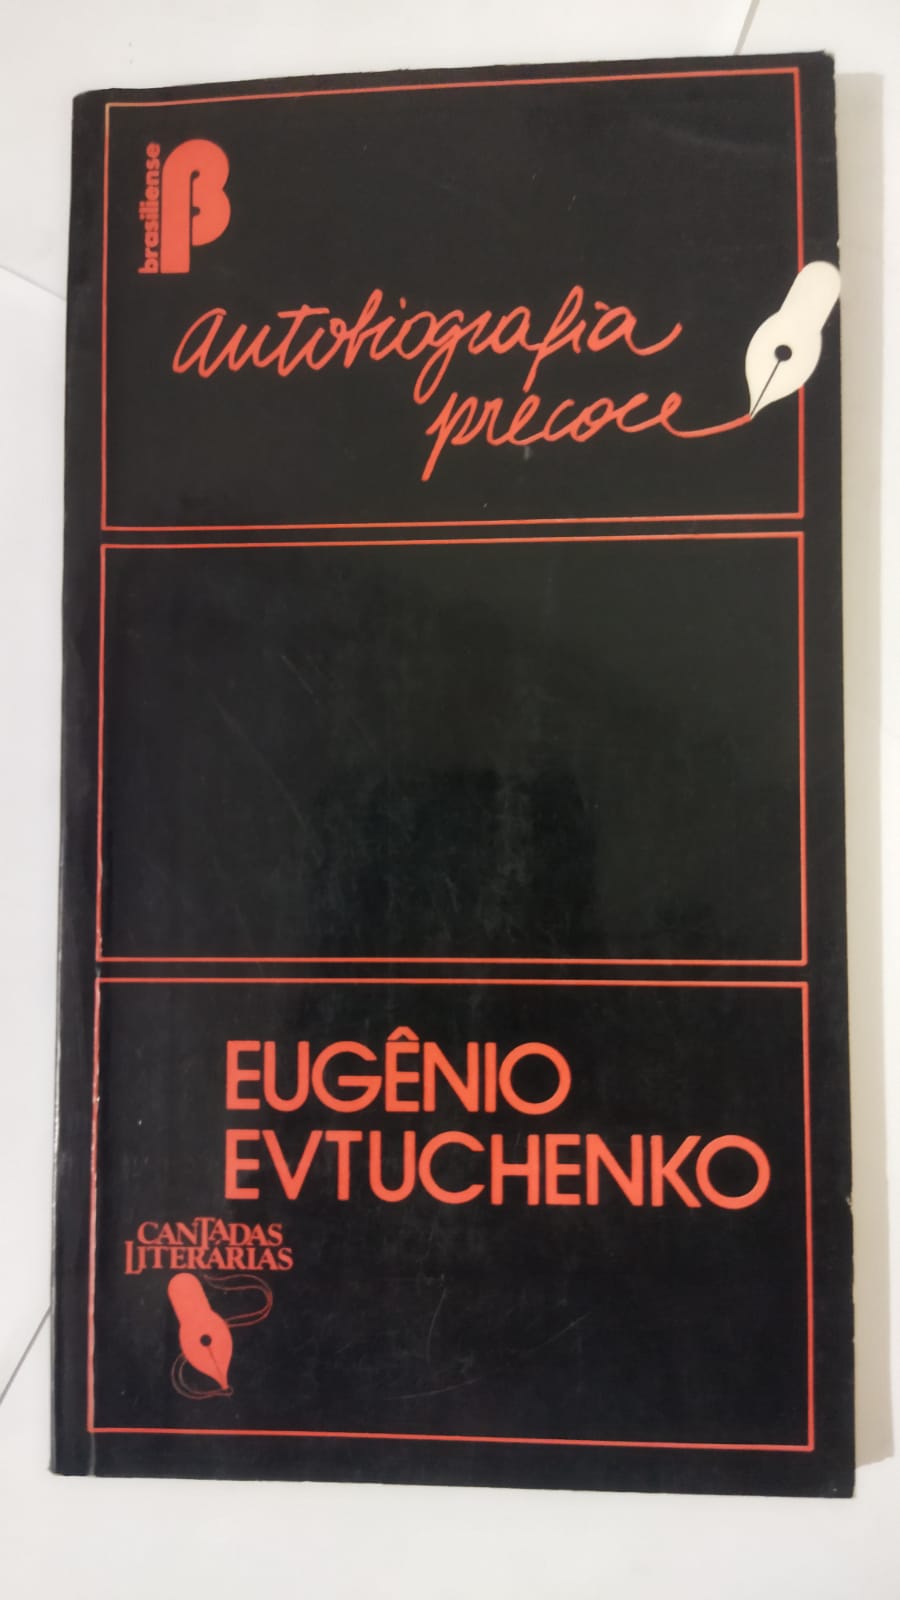 brasiliense
autobiografia
precoce
EUGÊNIO
EVTUCHENKO
CANTADAS
LITERÁRIAS